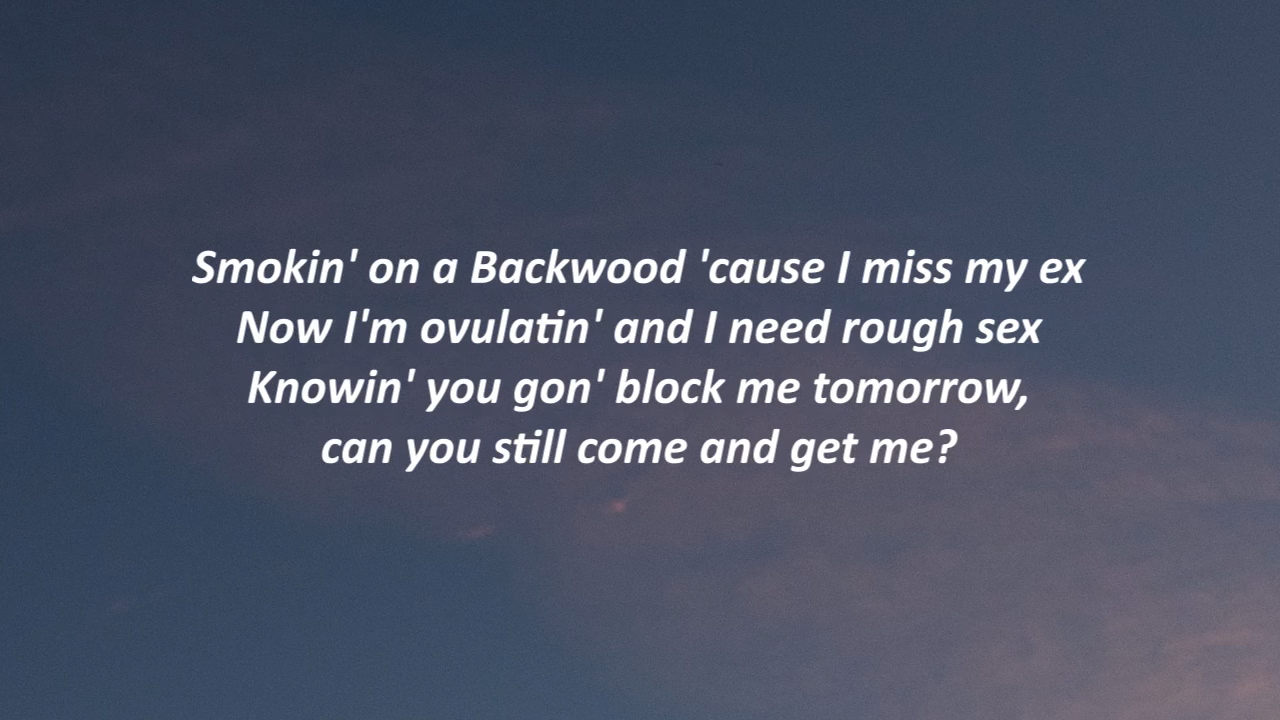 Smokin' on a Backwood 'cause I miss my ex
Now I'm ovulatin' and I need rough sex
Knowin' you gon' block me tomorrow,
can you still come and get me?